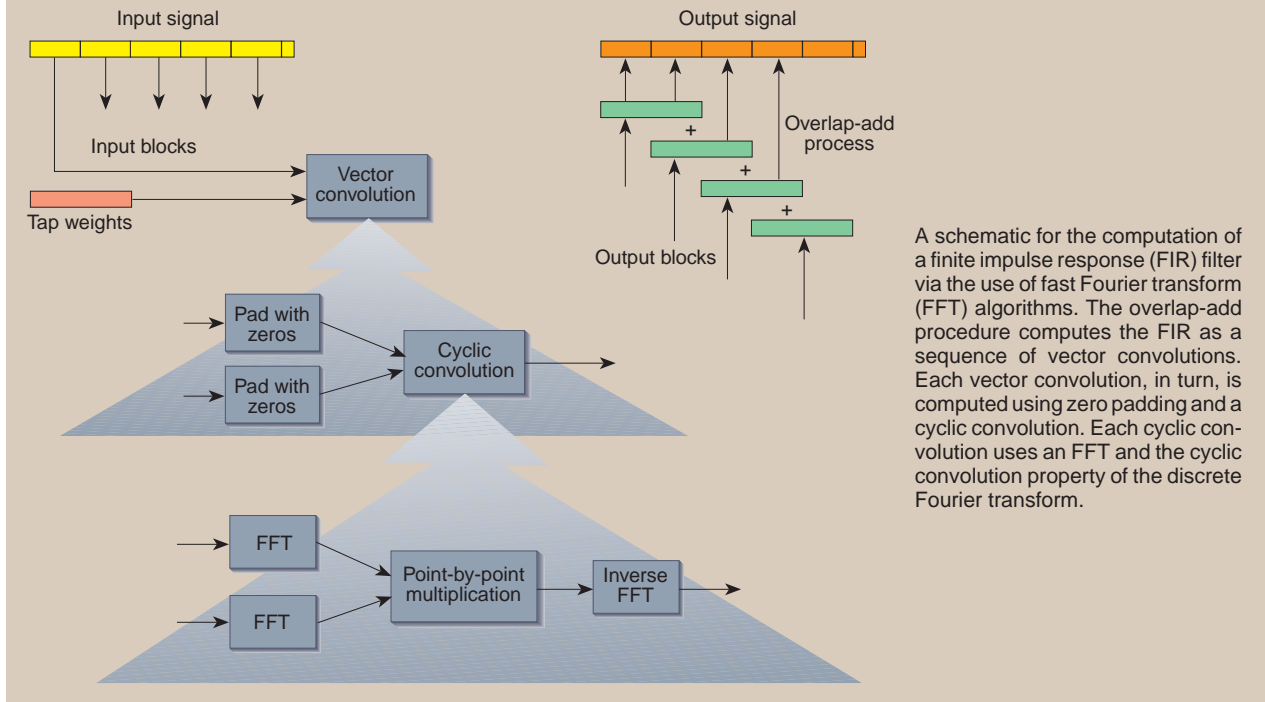 Input signal
Output signal
Input blocks
Vector
convolution
Tap weights
+
Overlap-add
process
+
+
+
Output blocks
Pad with
zeros
Pad with
zeros
Cyclic
convolution
FFT
FFT
Point-by-point
multiplication
Inverse
FFT
A schematic for the computation of
a finite impulse response (FIR) filter
via the use of fast Fourier transform
(FFT) algorithms. The overlap-add
procedure computes the FIR as a
sequence of vector convolutions.
Each vector convolution, in turn, is
computed using zero padding and a
cyclic convolution. Each cyclic con-
volution uses an FFT and the cyclic
convolution property of the discrete
Fourier transform.